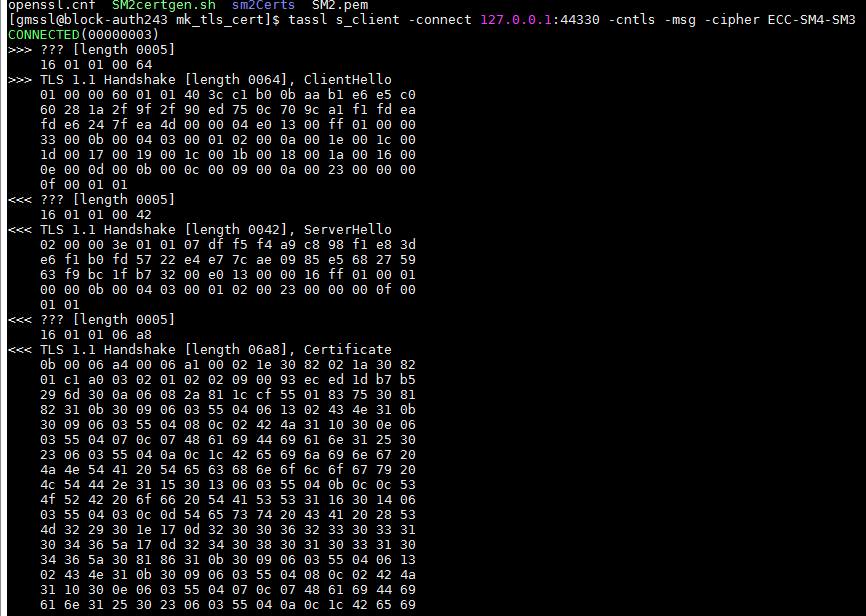 openssl.cnf  SM2certgen.sh  sm2Certs  SM2.pem
[gmssl@block-auth243 mk_tls_cert]$ tassl s_client -connect 127.0.0.1:44330 -cntls -msg -cipher ECC-SM4-SM3
CONNECTED(00000003)
>>> ??? [length 0005]
    16 01 01 00 64
>>> TLS 1.1 Handshake [length 0064], ClientHello
    01 00 00 60 01 01 40 3c c1 b0 0b aa b1 e6 e5 c0
    60 28 1a 2f 9f 2f 90 ed 75 0c 70 9c a1 f1 fd ea
    fd e6 24 7f ea 4d 00 00 04 e0 13 00 ff 01 00 00
    33 00 0b 00 04 03 00 01 02 00 0a 00 1e 00 1c 00
    1d 00 17 00 19 00 1c 00 1b 00 18 00 1a 00 16 00
    0e 00 0d 00 0b 00 0c 00 09 00 0a 00 23 00 00 00
    0f 00 01 01
<<< ??? [length 0005]
    16 01 01 00 42
<<< TLS 1.1 Handshake [length 0042], ServerHello
    02 00 00 3e 01 01 07 df f5 f4 a9 c8 98 f1 e8 3d
    e6 f1 b0 fd 57 22 e4 e7 7c ae 09 85 e5 68 27 59
    63 f9 bc 1f b7 32 00 e0 13 00 00 16 ff 01 00 01
    00 00 0b 00 04 03 00 01 02 00 23 00 00 00 0f 00
    01 01
<<< ??? [length 0005]
    16 01 01 06 a8
<<< TLS 1.1 Handshake [length 06a8], Certificate
    0b 00 06 a4 00 06 a1 00 02 1e 30 82 02 1a 30 82
    01 c1 a0 03 02 01 02 02 09 00 93 ec ed 1d b7 b5
    29 6d 30 0a 06 08 2a 81 1c cf 55 01 83 75 30 81
    82 31 0b 30 09 06 03 55 04 06 13 02 43 4e 31 0b
    30 09 06 03 55 04 08 0c 02 42 4a 31 10 30 0e 06
    03 55 04 07 0c 07 48 61 69 44 69 61 6e 31 25 30
    23 06 03 55 04 0a 0c 1c 42 65 69 6a 69 6e 67 20
    4a 4e 54 41 20 54 65 63 68 6e 6f 6c 6f 67 79 20
    4c 54 44 2e 31 15 30 13 06 03 55 04 0b 0c 0c 53
    4f 52 42 20 6f 66 20 54 41 53 53 31 16 30 14 06
    03 55 04 03 0c 0d 54 65 73 74 20 43 41 20 28 53
    4d 32 29 30 1e 17 0d 32 30 30 36 32 33 30 33 31
    30 34 36 5a 17 0d 32 34 30 38 30 31 30 33 31 30
    34 36 5a 30 81 86 31 0b 30 09 06 03 55 04 06 13
    02 43 4e 31 0b 30 09 06 03 55 04 08 0c 02 42 4a
    31 10 30 0e 06 03 55 04 07 0c 07 48 61 69 44 69
    61 6e 31 25 30 23 06 03 55 04 0a 0c 1c 42 65 69